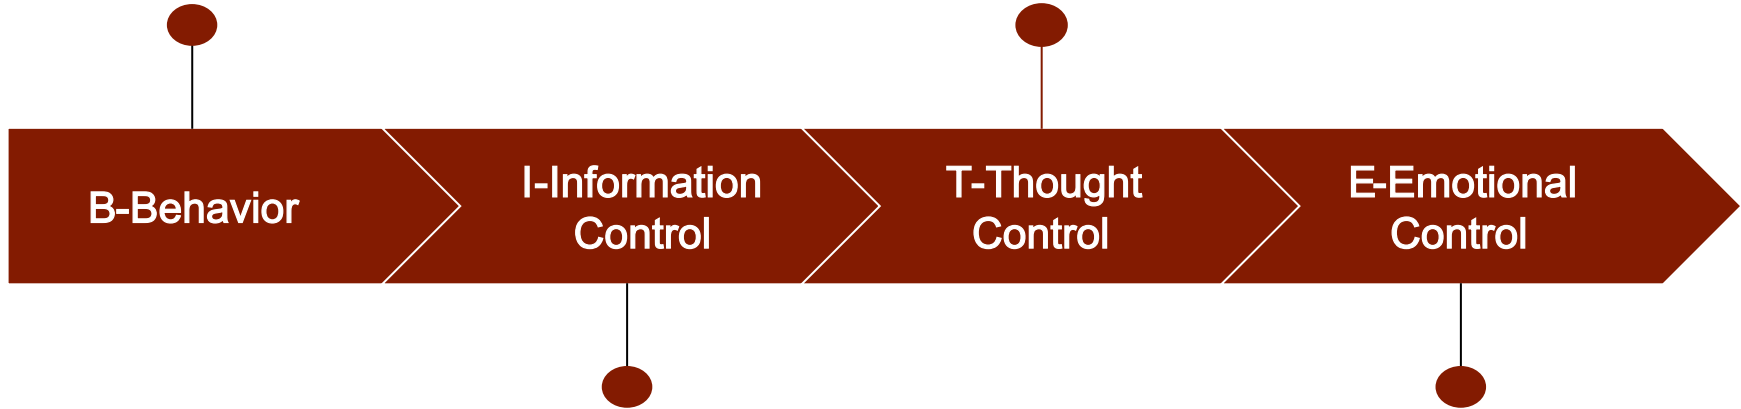 B-Behavior
I-Information
Control
T-Thought
Control
E-Emotional
Control